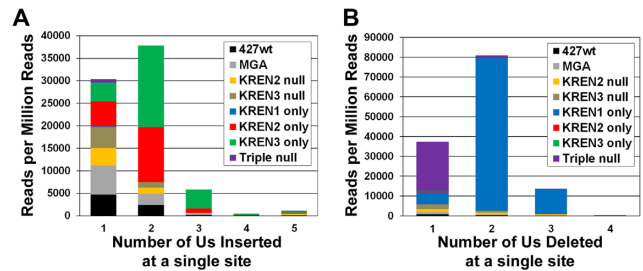 A
Reads per Million Reads
40000
35000
30000
25000
20000
15000
10000
5000
0
427wt
MGA
KREN2 null
KREN3 null
KREN1 only
KREN2 only
KREN3 only
Triple null
1 2 3 4 5
Number of Us Inserted
at a single site
B
Reads per Million Reads
90000
80000
70000
60000
50000
40000
30000
20000
10000
0
427wt
MGA
KREN2 null
KREN3 null
KREN1 only
KREN2 only
KREN3 only
Triple null
1 2 3 4
Number of Us Deleted
at a single site